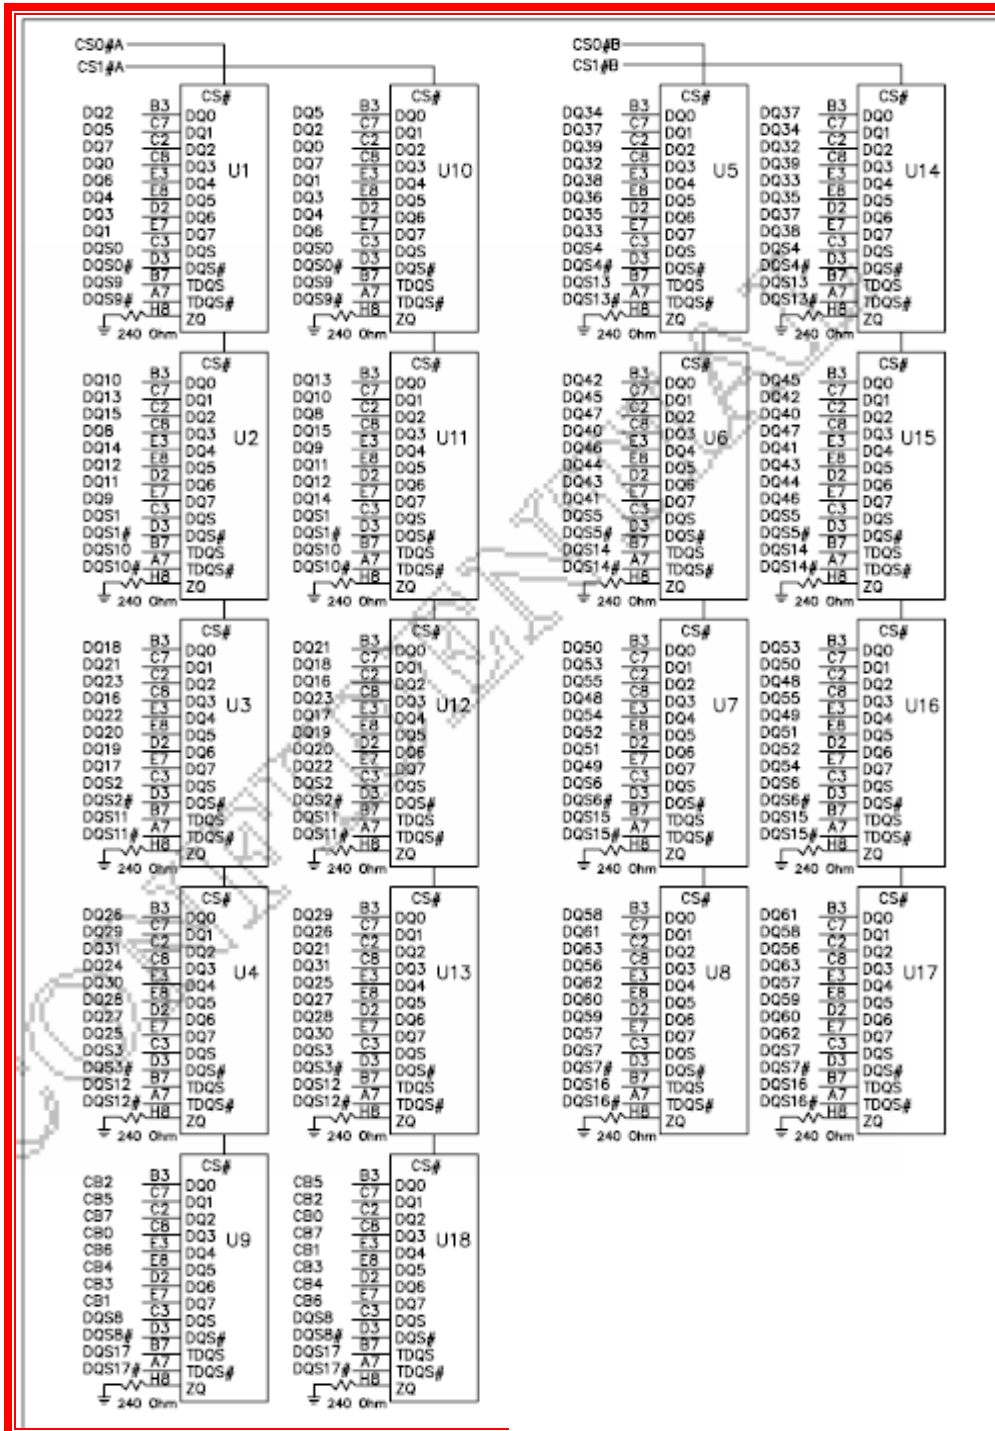 CS0#A
CS1#A
CS#
DQ2 B3 DQ0
DQ5 C7 DQ1
DQ7 C2 DQ2
DQ0 C8 DQ3 U1
DQ6 E3 DQ4
DQ4 E8 DQ5
DQ3 D2 DQ6
DQ1 E7 DQ7
DQS0 C3 DQS
DQS0# D3 DQS#
DQS9 B7 TDQS
DQS9# A7 TDQS#
H8 ZQ
240 Ohm
CS#
DQ5 B3 DQ0
DQ2 C7 DQ1
DQ0 C2 DQ2
DQ7 C8 DQ3 U10
DQ1 E3 DQ4
DQ3 E8 DQ5
DQ4 D2 DQ6
DQ6 E7 DQ7
DQS0 C3 DQS
DQS0# D3 DQS#
DQS9 B7 TDQS
DQS9# A7 TDQS#
H8 ZQ
240 Ohm
CS#
DQ10 B3 DQ0
DQ13 C7 DQ1
DQ15 C2 DQ2
DQ8 C8 DQ3 U2
DQ14 E3 DQ4
DQ12 E8 DQ5
DQ11 D2 DQ6
DQ9 E7 DQ7
DQS1 C3 DQS
DQS1# D3 DQS#
DQS10 B7 TDQS
DQS10# A7 TDQS#
H8 ZQ
240 Ohm
CS#
DQ13 B3 DQ0
DQ10 C7 DQ1
DQ8 C2 DQ2
DQ15 C8 DQ3 U11
DQ9 E3 DQ4
DQ11 E8 DQ5
DQ12 D2 DQ6
DQ14 E7 DQ7
DQS1 C3 DQS
DQS1# D3 DQS#
DQS10 B7 TDQS
DQS10# A7 TDQS#
H8 ZQ
240 Ohm
CS#
DQ18 B3 DQ0
DQ21 C7 DQ1
DQ23 C2 DQ2
DQ16 C8 DQ3 U3
DQ22 E3 DQ4
DQ20 E8 DQ5
DQ19 D2 DQ6
DQ17 E7 DQ7
DQS2 C3 DQS
DQS2# D3 DQS#
DQS11 B7 TDQS
DQS11# A7 TDQS#
H8 ZQ
240 Ohm
CS#
DQ21 B3 DQ0
DQ18 C7 DQ1
DQ16 C2 DQ2
DQ23 C8 DQ3 U12
DQ17 E3 DQ4
DQ19 E8 DQ5
DQ20 D2 DQ6
DQ22 E7 DQ7
DQS2 C3 DQS
DQS2# D3 DQS#
DQS11 B7 TDQS
DQS11# A7 TDQS#
H8 ZQ
240 Ohm
CS#
DQ26 B3 DQ0
DQ29 C7 DQ1
DQ31 C2 DQ2
DQ24 C8 DQ3 U4
DQ30 E3 DQ4
DQ28 E8 DQ5
DQ27 D2 DQ6
DQ25 E7 DQ7
DQS3 C3 DQS
DQS3# D3 DQS#
DQS12 B7 TDQS
DQS12# A7 TDQS#
H8 ZQ
240 Ohm
CS#
DQ29 B3 DQ0
DQ26 C7 DQ1
DQ21 C2 DQ2
DQ31 C8 DQ3 U13
DQ25 E3 DQ4
DQ27 E8 DQ5
DQ28 D2 DQ6
DQ30 E7 DQ7
DQS3 C3 DQS
DQS3# D3 DQS#
DQS12 B7 TDQS
DQS12# A7 TDQS#
H8 ZQ
240 Ohm
CS#
CB2 B3 DQ0
CB5 C7 DQ1
CB7 C2 DQ2
CB0 C8 DQ3 U9
CB6 E3 DQ4
CB4 E8 DQ5
CB3 D2 DQ6
CB1 E7 DQ7
DQS8 C3 DQS
DQS8# D3 DQS#
DQS17 B7 TDQS
DQS17# A7 TDQS#
H8 ZQ
240 Ohm
CS#
CB5 B3 DQ0
CB2 C7 DQ1
CB0 C2 DQ2
CB7 C8 DQ3 U18
CB1 E3 DQ4
CB3 E8 DQ5
CB4 D2 DQ6
CB6 E7 DQ7
DQS8 C3 DQS
DQS8# D3 DQS#
DQS17 B7 TDQS
DQS17# A7 TDQS#
H8 ZQ
240 Ohm
CS0#B
CS1#B
CS#
DQ34 B3 DQ0
DQ37 C7 DQ1
DQ39 C2 DQ2
DQ32 C8 DQ3 U5
DQ38 E3 DQ4
DQ36 E8 DQ5
DQ35 D2 DQ6
DQ33 E7 DQ7
DQS4 C3 DQS
DQS4# D3 DQS#
DQS13 B7 TDQS
DQS13# A7 TDQS#
H8 ZQ
240 Ohm
CS#
DQ37 B3 DQ0
DQ34 C7 DQ1
DQ32 C2 DQ2
DQ39 C8 DQ3 U14
DQ33 E3 DQ4
DQ35 E8 DQ5
DQ37 D2 DQ6
DQ38 E7 DQ7
DQS4 C3 DQS
DQS4# D3 DQS#
DQS13 B7 TDQS
DQS13# A7 TDQS#
H8 ZQ
240 Ohm
CS#
DQ42 B3 DQ0
DQ45 C7 DQ1
DQ47 C2 DQ2
DQ40 C8 DQ3 U6
DQ46 E3 DQ4
DQ44 E8 DQ5
DQ43 D2 DQ6
DQ41 E7 DQ7
DQS5 C3 DQS
DQS5# D3 DQS#
DQS14 B7 TDQS
DQS14# A7 TDQS#
H8 ZQ
240 Ohm
CS#
DQ45 B3 DQ0
DQ42 C7 DQ1
DQ40 C2 DQ2
DQ47 C8 DQ3 U15
DQ41 E3 DQ4
DQ43 E8 DQ5
DQ44 D2 DQ6
DQ46 E7 DQ7
DQS5 C3 DQS
DQS5# D3 DQS#
DQS14 B7 TDQS
DQS14# A7 TDQS#
H8 ZQ
240 Ohm
CS#
DQ50 B3 DQ0
DQ53 C7 DQ1
DQ55 C2 DQ2
DQ48 C8 DQ3 U7
DQ54 E3 DQ4
DQ52 E8 DQ5
DQ51 D2 DQ6
DQ49 E7 DQ7
DQS6 C3 DQS
DQS6# D3 DQS#
DQS15 B7 TDQS
DQS15# A7 TDQS#
H8 ZQ
240 Ohm
CS#
DQ53 B3 DQ0
DQ50 C7 DQ1
DQ48 C2 DQ2
DQ55 C8 DQ3 U16
DQ49 E3 DQ4
DQ51 E8 DQ5
DQ52 D2 DQ6
DQ54 E7 DQ7
DQS6 C3 DQS
DQS6# D3 DQS#
DQS15 B7 TDQS
DQS15# A7 TDQS#
H8 ZQ
240 Ohm
CS#
DQ58 B3 DQ0
DQ61 C7 DQ1
DQ63 C2 DQ2
DQ56 C8 DQ3 U8
DQ62 E3 DQ4
DQ60 E8 DQ5
DQ59 D2 DQ6
DQ57 E7 DQ7
DQS7 C3 DQS
DQS7# D3 DQS#
DQS16 B7 TDQS
DQS16# A7 TDQS#
H8 ZQ
240 Ohm
CS#
DQ61 B3 DQ0
DQ58 C7 DQ1
DQ56 C2 DQ2
DQ63 C8 DQ3 U17
DQ57 E3 DQ4
DQ59 E8 DQ5
DQ60 D2 DQ6
DQ62 E7 DQ7
DQS7 C3 DQS
DQS7# D3 DQS#
DQS16 B7 TDQS
DQS16# A7 TDQS#
H8 ZQ
240 Ohm
CONFIDENTIAL